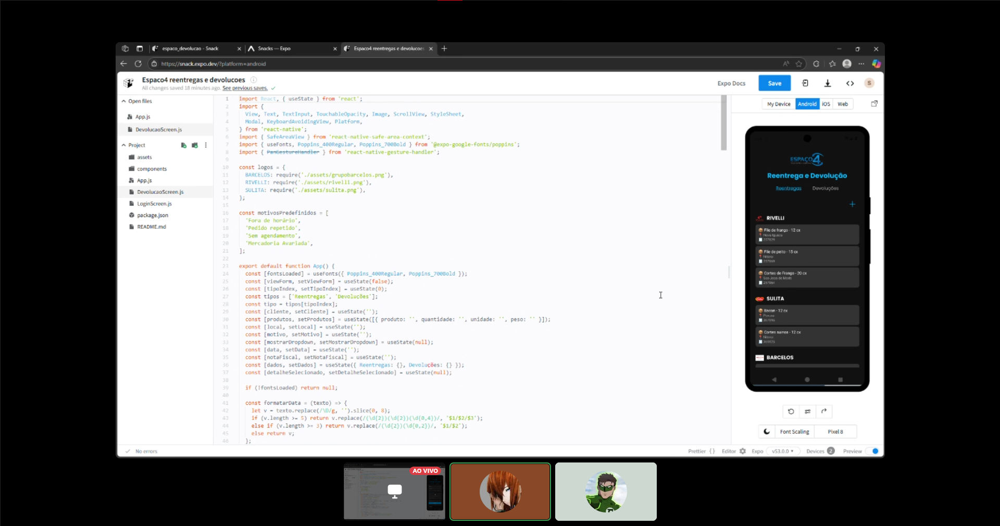 espaco_devolucao - Snack
Snacks — Expo
Espaco4 reentregas e devolucoes
https://snack.expo.dev/?platform=android
Espaco4 reentregas e devolucoes
All changes saved 18 minutes ago. See previous saves.
Expo Docs
Save
S
Open files
App.js
DevolucaoScreen.js
Project
assets
components
App.js
DevolucaoScreen.js
LoginScreen.js
package.json
README.md
1 import React, { useState } from 'react';
2 import {
3 View, Text, TextInput, TouchableOpacity, Image, ScrollView, StyleSheet,
4 Modal, KeyboardAvoidingView, Platform,
5 } from 'react-native';
6 import { SafeAreaView } from 'react-native-safe-area-context';
7 import { useFonts, Poppins_400Regular, Poppins_700Bold } from '@expo-google-fonts/poppins';
8 import { PanGestureHandler } from 'react-native-gesture-handler';
9
10 const logos = {
11 BARCELOS: require('./assets/grupobarcelos.png'),
12 RIVELLI: require('./assets/rivelli.png'),
13 SULITA: require('./assets/sulita.png'),
14 };
15
16 const motivosPredefinidos = [
17 'Fora de horário',
18 'Pedido repetido',
19 'Sem agendamento',
20 'Mercadoria Avariada',
21 ];
22
23 export default function App() {
24 const [fontsLoaded] = useFonts({ Poppins_400Regular, Poppins_700Bold });
25 const [viewForm, setViewForm] = useState(false);
26 const [tipoIndex, setTipoIndex] = useState(0);
27 const tipos = ['Reentregas', 'Devoluções'];
28 const tipo = tipos[tipoIndex];
29 const [cliente, setCliente] = useState('');
30 const [produtos, setProdutos] = useState([{ produto: '', quantidade: '', unidade: '', peso: '' }]);
31 const [local, setLocal] = useState('');
32 const [motivo, setMotivo] = useState('');
33 const [mostrarDropdown, setMostrarDropdown] = useState(null);
34 const [data, setData] = useState('');
35 const [notaFiscal, setNotaFiscal] = useState('');
36 const [dados, setDados] = useState({ Reentregas: {}, Devoluções: {} });
37 const [detalheSelecionado, setDetalheSelecionado] = useState(null);
38
39 if (!fontsLoaded) return null;
40
41 const formatarData = (texto) => {
42 let v = texto.replace(/\D/g, '').slice(0, 8);
43 if (v.length >= 5) return v.replace(/(\d{2})(\d{2})(\d{0,4})/, '$1/$2/$3');
44 else if (v.length >= 3) return v.replace(/(\d{2})(\d{0,2})/, '$1/$2');
45 else return v;
46 };
My Device
Android
iOS
Web
ESPAÇO4
Reentrega e Devolução
Reentregas
Devoluções
+
RIVELLI
File de frango - 12 cx
Nova Iguacu
257829
File de peito - 15 cx
Niteroi
257869
Cortes de Frango - 20 cx
Sao Joao de Meriti
257864
SULITA
Bacon - 12 cx
Cortes suinos - 12 cx
Niteroi
BARCELOS
Font Scaling
Pixel 8
No errors
Prettier {}
Editor
Expo
v53.0.0
Devices 2
Preview
AO VIVO